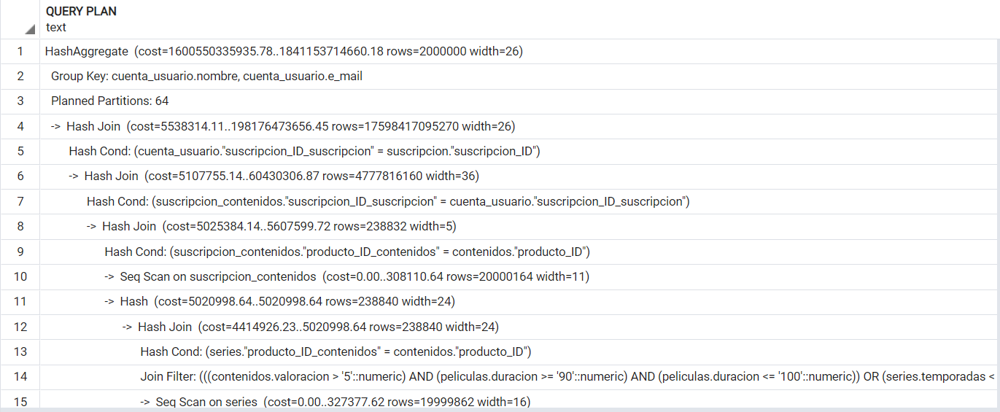 QUERY PLAN
text
1 HashAggregate (cost=1600550335935.78..1841153714660.18 rows=2000000 width=26)
2 Group Key: cuenta_usuario.nombre, cuenta_usuario.e_mail
3 Planned Partitions: 64
4 -> Hash Join (cost=5538314.11..198176473656.45 rows=17598417095270 width=26)
5 Hash Cond: (cuenta_usuario."suscripcion_ID_suscripcion" = suscripcion."suscripcion_ID")
6 -> Hash Join (cost=5107755.14..60430306.87 rows=4777816160 width=36)
7 Hash Cond: (suscripcion_contenidos."suscripcion_ID_suscripcion" = cuenta_usuario."suscripcion_ID_suscripcion")
8 -> Hash Join (cost=5025384.14..5607599.72 rows=238832 width=5)
9 Hash Cond: (suscripcion_contenidos."producto_ID_contenidos" = contenidos."producto_ID")
10 -> Seq Scan on suscripcion_contenidos (cost=0.00..308110.64 rows=20000164 width=11)
11 -> Hash (cost=5020998.64..5020998.64 rows=238840 width=24)
12 -> Hash Join (cost=4414926.23..5020998.64 rows=238840 width=24)
13 Hash Cond: (series."producto_ID_contenidos" = contenidos."producto_ID")
14 Join Filter: (((contenidos.valoracion > '5'::numeric) AND (peliculas.duracion >= '90'::numeric) AND (peliculas.duracion <= '100'::numeric)) OR (series.temporadas <
15 -> Seq Scan on series (cost=0.00..327377.62 rows=19999862 width=16)